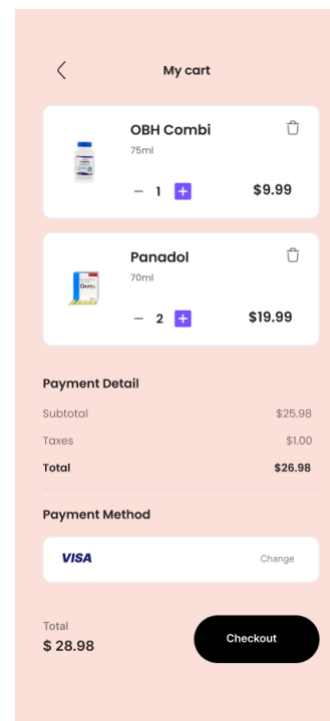 My cart
OBH Combi
75ml
− 1 +
$9.99
Panadol
70ml
− 2 +
$19.99
Payment Detail
Subtotal $25.98
Taxes $1.00
Total $26.98
Payment Method
VISA Change
Total
$ 28.98
Checkout